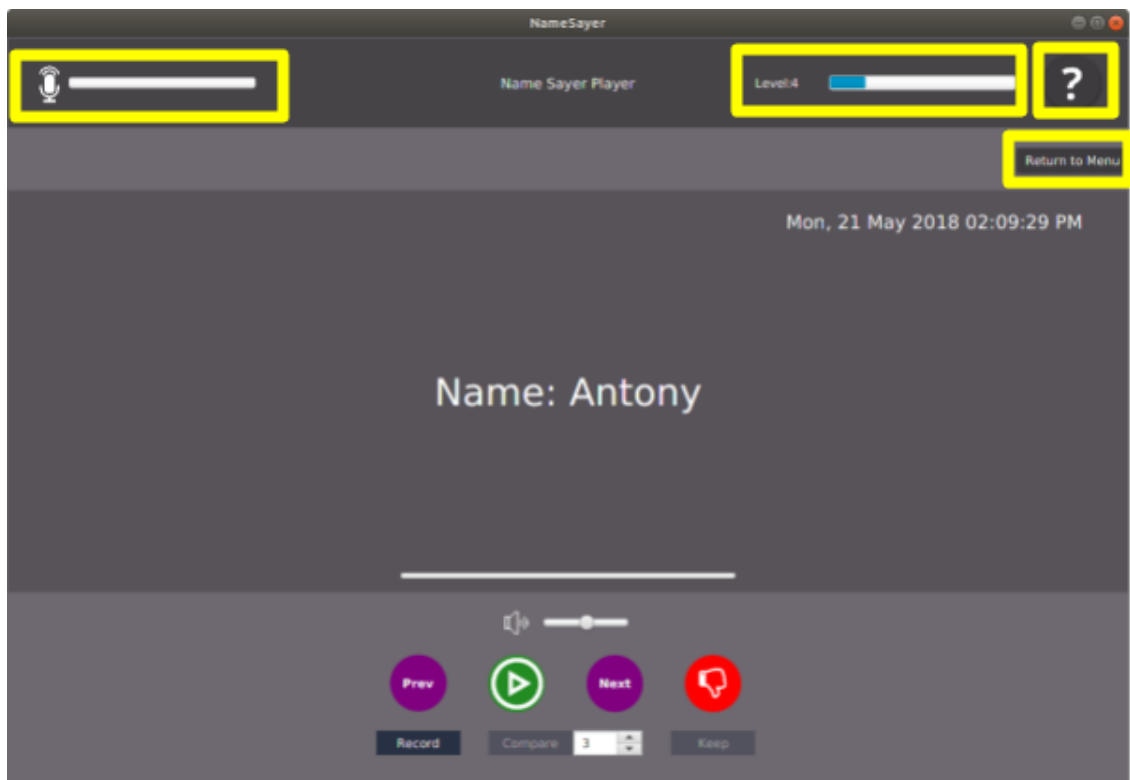 NameSayer
Name Sayer Player
Level:4
?
Return to Menu
Mon, 21 May 2018 02:09:29 PM
Name: Antony
Prev Next
Record Compare 3 Keep